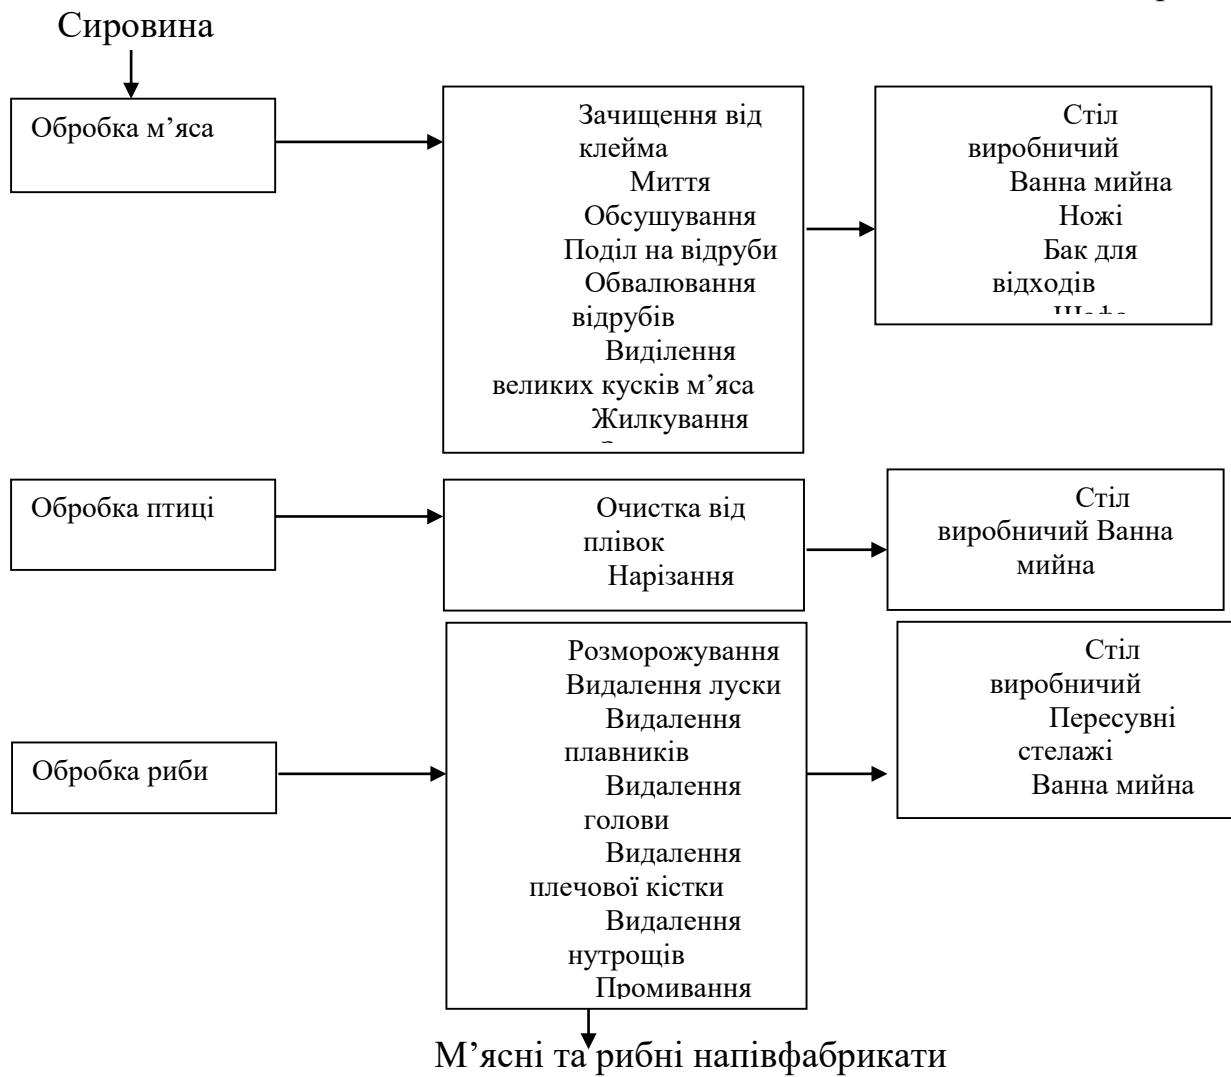 Сировина
Обробка м’яса
Зачищення від
клейма
Миття
Обсушування
Поділ на відруби
Обвалювання
відрубів
Виділення
великих кусків м’яса
Жилкування
Стіл
виробничий
Ванна мийна
Ножі
Бак для
відходів
Обробка птиці
Очистка від
плівок
Нарізання
Стіл
виробничий Ванна
мийна
Обробка риби
Розморожування
Видалення луски
Видалення
плавників
Видалення
голови
Видалення
плечової кістки
Видалення
нутрощів
Промивання
Стіл
виробничий
Пересувні
стелажі
Ванна мийна
М’ясні та рибні напівфабрикати